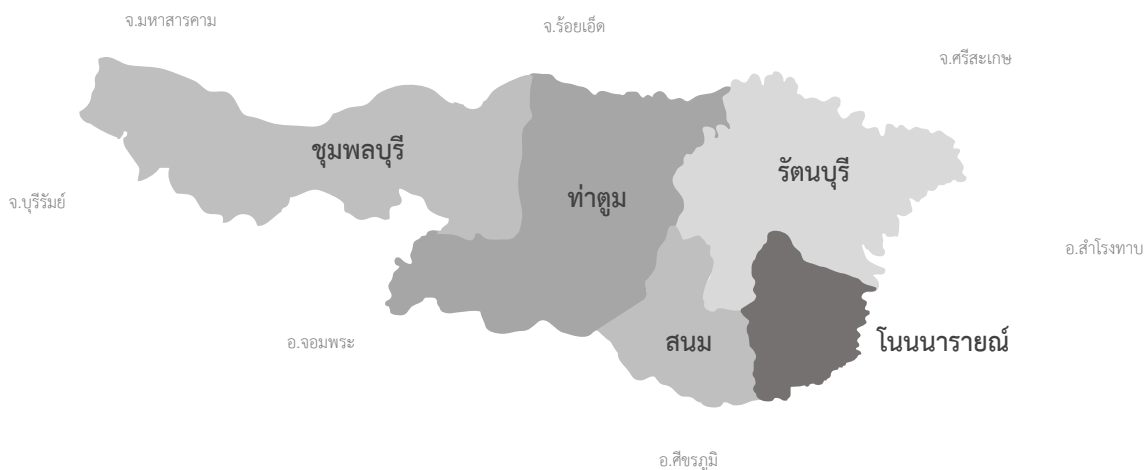 จ.มหาสารคาม
จ.ร้อยเอ็ด
จ.ศรีสะเกษ
ชุมพลบุรี
รัตนบุรี
ท่าตูม
จ.บุรีรัมย์
อ.สำโรงทาบ
อ.จอมพระ
สนม
โนนนารายณ์
อ.ศีขรภูมิ